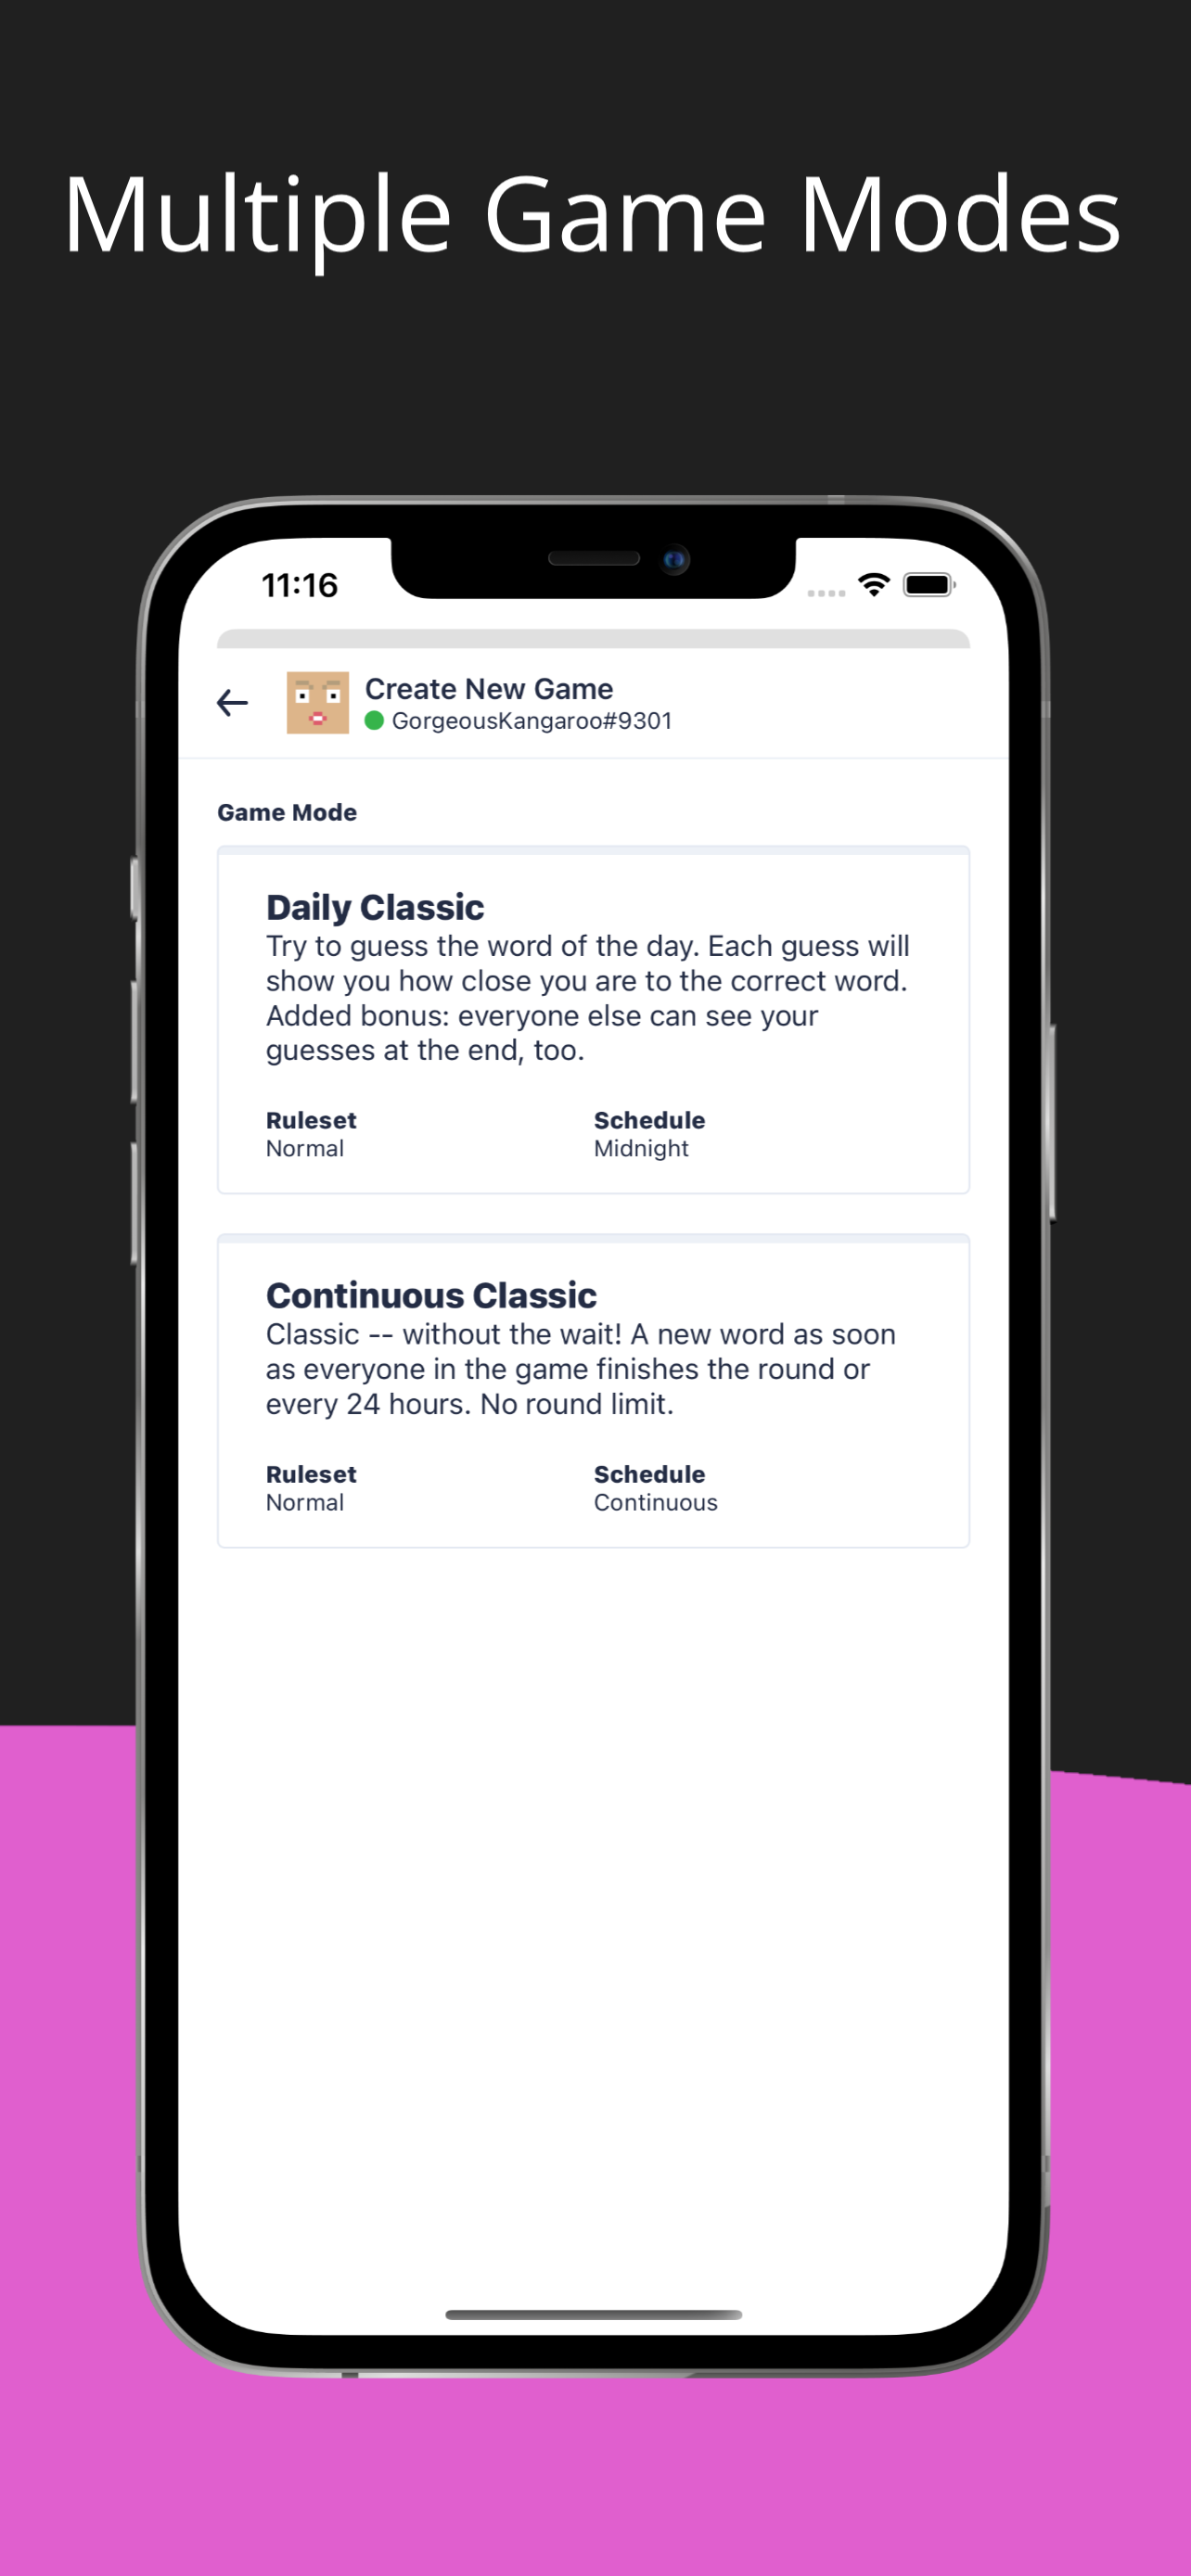 Multiple Game Modes
11:16
Create New Game
GorgeousKangaroo#9301
Game Mode
Daily Classic
Try to guess the word of the day. Each guess will
show you how close you are to the correct word.
Added bonus: everyone else can see your
guesses at the end, too.
Ruleset
Schedule
Normal
Midnight
Continuous Classic
Classic -- without the wait! A new word as soon
as everyone in the game finishes the round or
every 24 hours. No round limit.
Ruleset
Schedule
Normal
Continuous